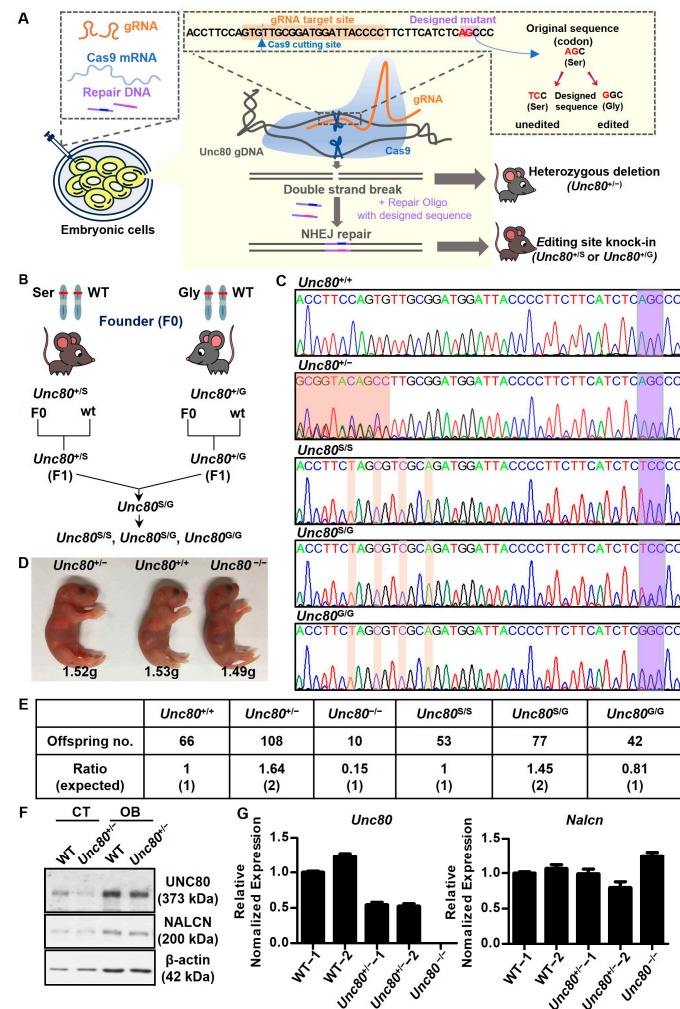 A
gRNA
Cas9 mRNA
Repair DNA
Embryonic cells
gRNA target site
Designed mutant
ACCTTCCAGTGTTGCGGATGGATTACCCCTTCTTCATCTCAGCCC
Cas9 cutting site
Original sequence
(codon)
AGC
(Ser)
TCC Designed GGC
(Ser) sequence (Gly)
unedited edited
gRNA
Unc80 gDNA
Cas9
Double strand break
+ Repair Oligo
with designed sequence
NHEJ repair
Heterozygous deletion
(Unc80+/−)
Editing site knock-in
(Unc80+/S or Unc80+/G)
B
Ser WT Gly WT
Founder (F0)
Unc80+/S Unc80+/G
F0 wt F0 wt
Unc80+/S Unc80+/G
(F1) (F1)
Unc80S/G
Unc80S/S, Unc80S/G, Unc80G/G
C
Unc80+/+
ACCTTCCAGTGTTGCGGATGGATTACCCCTTCTTCATCTCAGCCC
Unc80+/−
GCGGTACAGCCTTGCGGATGGATTACCCCTTCTTCATCTCAGCCC
Unc80S/S
ACCTTCTAGCGTCGCAGATGGATTACCCCTTCTTCATCTCTCCCC
Unc80S/G
ACCTTCTAGCGTCGCAGATGGATTACCCCTTCTTCATCTCTCCCC
Unc80G/G
ACCTTCTAGCGTCGCAGATGGATTACCCCTTCTTCATCTCGGCCC
D
Unc80+/− Unc80+/+ Unc80−/−
1.52g 1.53g 1.49g
E
Unc80+/+ Unc80+/− Unc80−/− Unc80S/S Unc80S/G Unc80G/G
Offspring no. 66 108 10 53 77 42
Ratio 1 1.64 0.15 1 1.45 0.81
(expected) (1) (2) (1) (1) (2) (1)
F
CT OB
WT Unc80+/− WT Unc80+/−
UNC80
(373 kDa)
NALCN
(200 kDa)
β-actin
(42 kDa)
G
Unc80
Relative
Normalized Expression
1.5
1.0
0.5
0.0
WT−1 WT−2 Unc80+/−−1 Unc80+/−−2 Unc80−/−
Nalcn
Relative
Normalized Expression
1.5
1.0
0.5
0.0
WT−1 WT−2 Unc80+/−−1 Unc80+/−−2 Unc80−/−